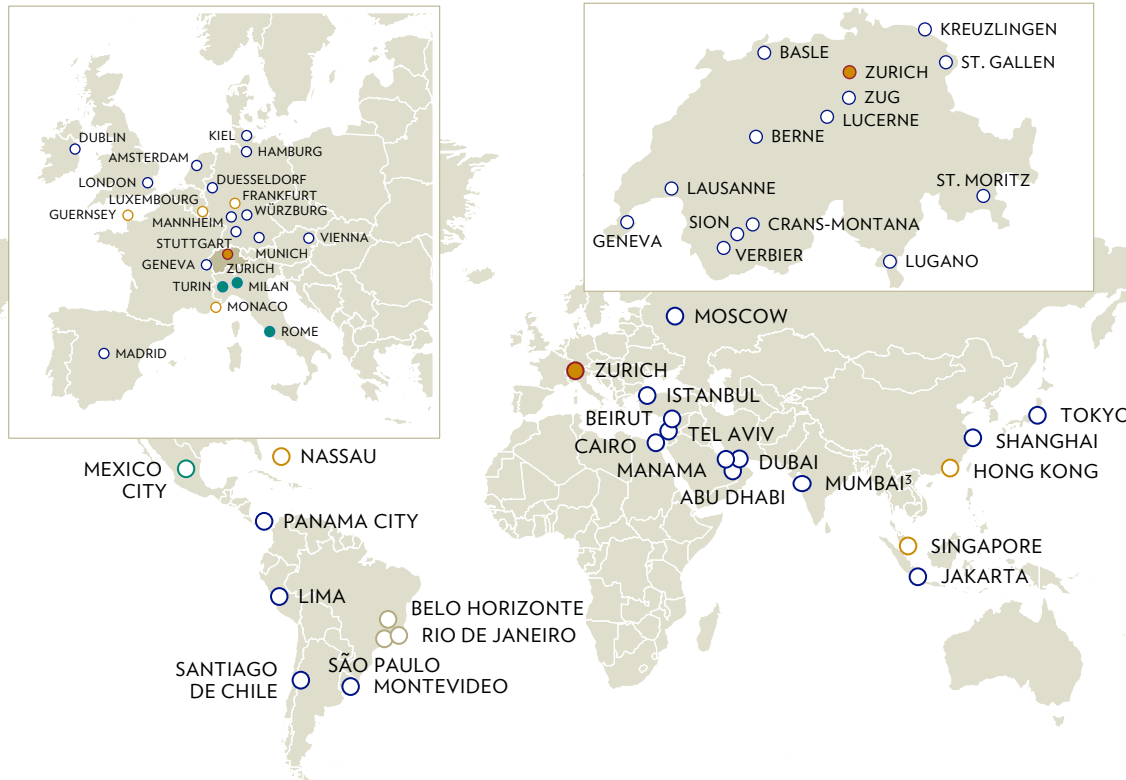 DUBLIN
KIEL
HAMBURG
AMSTERDAM
LONDON
DUESSELDORF
LUXEMBOURG
FRANKFURT
GUERNSEY
WÜRZBURG
MANNHEIM
STUTTGART
VIENNA
MUNICH
GENEVA
ZURICH
TURIN
MILAN
MONACO
ROME
MADRID
KREUZLINGEN
BASLE
ST. GALLEN
ZURICH
ZUG
LUCERNE
BERNE
LAUSANNE
ST. MORITZ
SION
CRANS-MONTANA
GENEVA
VERBIER
LUGANO
MOSCOW
ZURICH
ISTANBUL
BEIRUT
TEL AVIV
CAIRO
MANAMA
DUBAI
ABU DHABI
MUMBAI³
TOKYO
SHANGHAI
HONG KONG
SINGAPORE
JAKARTA
MEXICO
CITY
NASSAU
PANAMA CITY
LIMA
BELO HORIZONTE
RIO DE JANEIRO
SÃO PAULO
SANTIAGO
DE CHILE
MONTEVIDEO